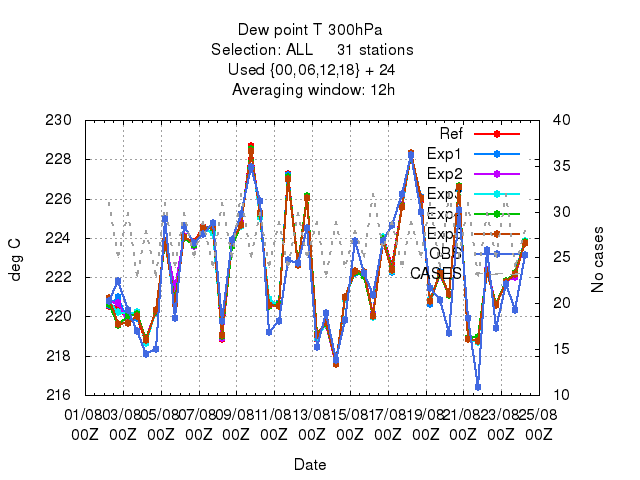 Dew point T 300hPa
Selection: ALL 31 stations
Used {00,06,12,18} + 24
Averaging window: 12h
230 40
228 35
226 30
224 25
222 20
220 15
218
216 10
deg C
No cases
Ref
Exp1
Exp2
Exp3
Exp4
Exp5
OBS
CASES
01/08 03/08 05/08 07/08 09/08 11/08 13/08 15/08 17/08 19/08 21/08 23/08 25/08
00Z 00Z 00Z 00Z 00Z 00Z 00Z 00Z 00Z 00Z 00Z 00Z 00Z
Date